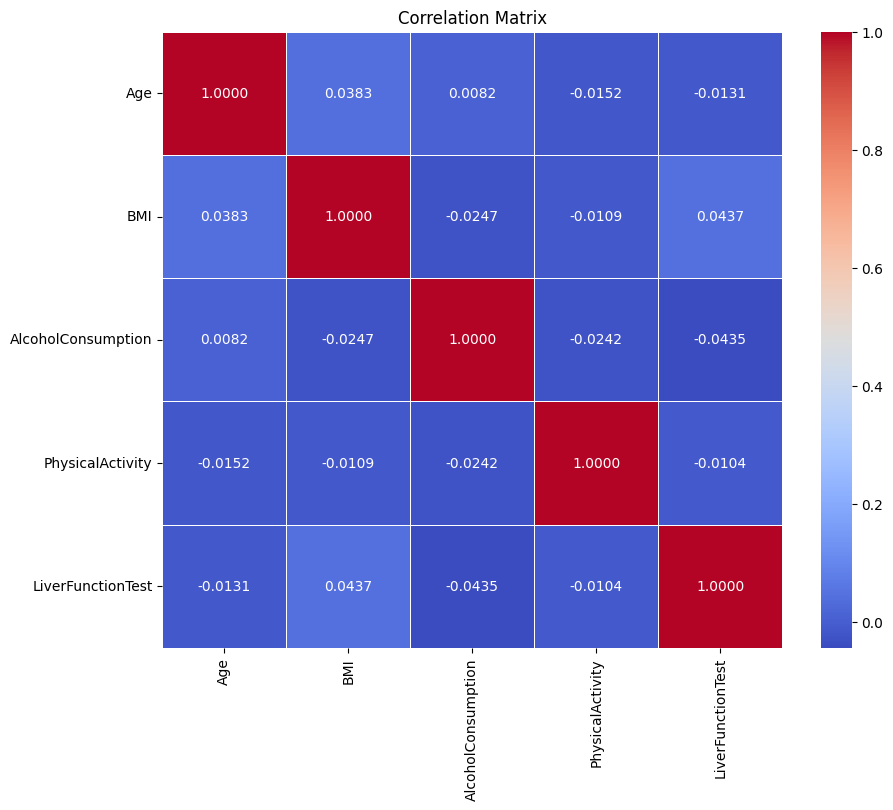 Correlation Matrix
Age 1.0000 0.0383 0.0082 -0.0152 -0.0131
BMI 0.0383 1.0000 -0.0247 -0.0109 0.0437
AlcoholConsumption 0.0082 -0.0247 1.0000 -0.0242 -0.0435
PhysicalActivity -0.0152 -0.0109 -0.0242 1.0000 -0.0104
LiverFunctionTest -0.0131 0.0437 -0.0435 -0.0104 1.0000
Age BMI AlcoholConsumption PhysicalActivity LiverFunctionTest
1.0
0.8
0.6
0.4
0.2
0.0